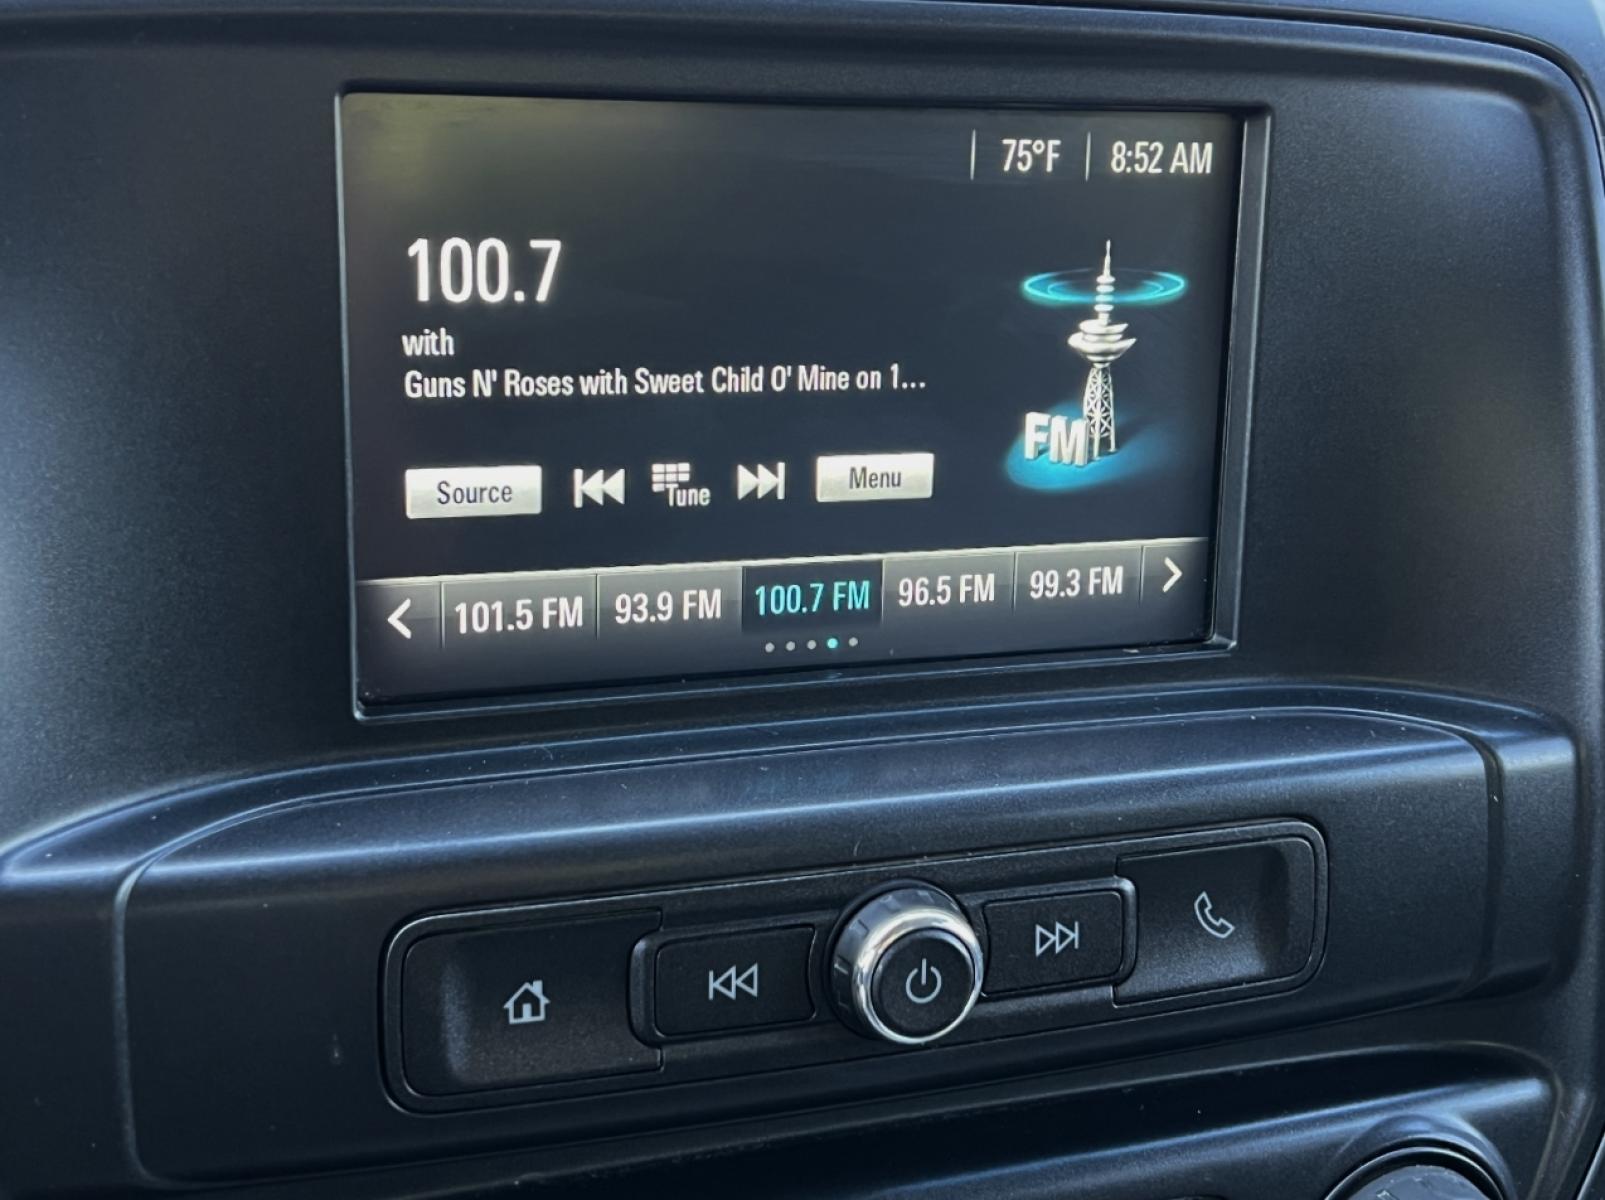 75°F 8:52 AM
100.7
with
Guns N' Roses with Sweet Child O' Mine on 1...
FM
Source Tune Menu
101.5 FM 93.9 FM 100.7 FM 96.5 FM 99.3 FM